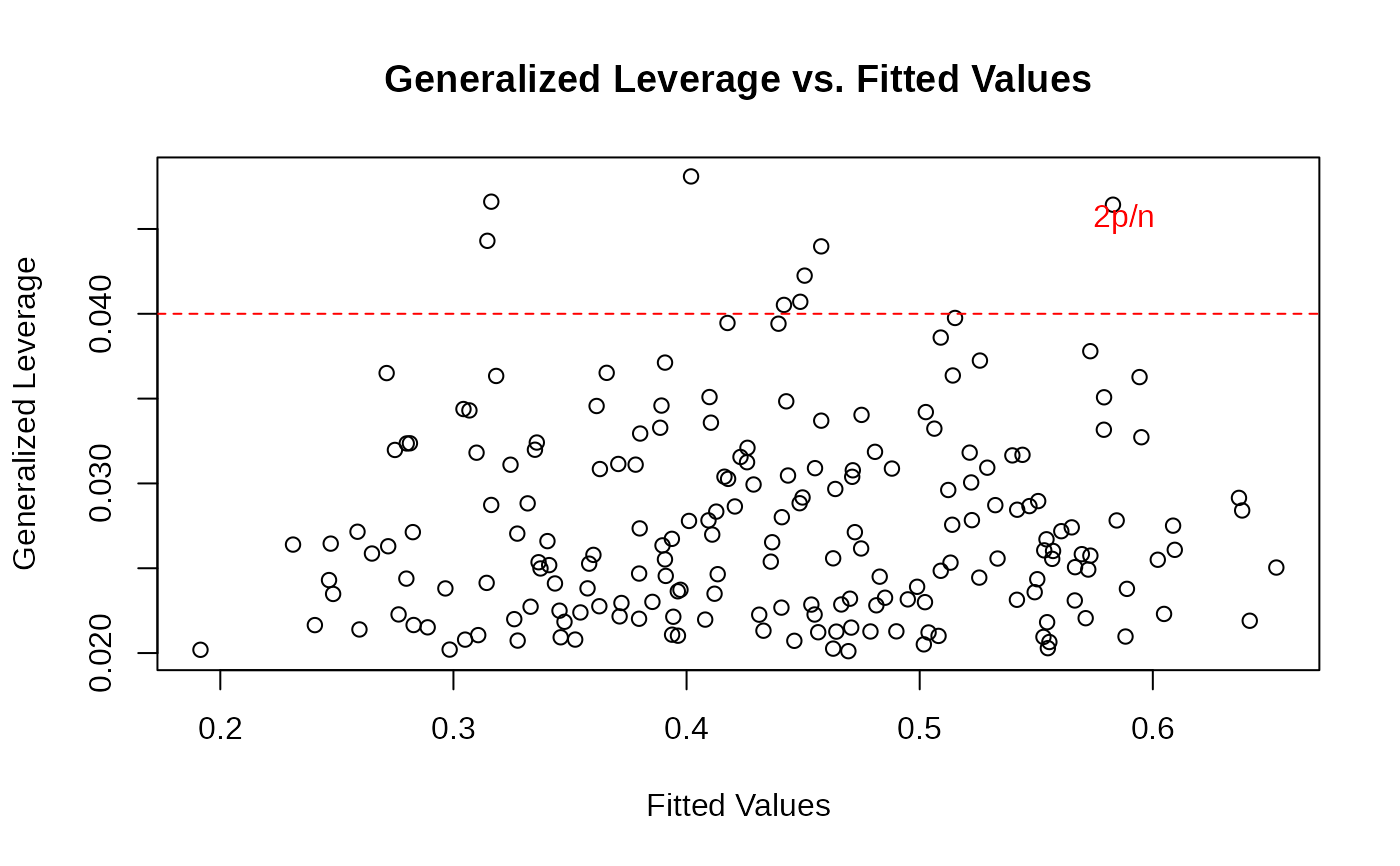 Generalized Leverage vs. Fitted Values
2p/n
Generalized Leverage
0.040
0.030
0.020
0.2 0.3 0.4 0.5 0.6
Fitted Values